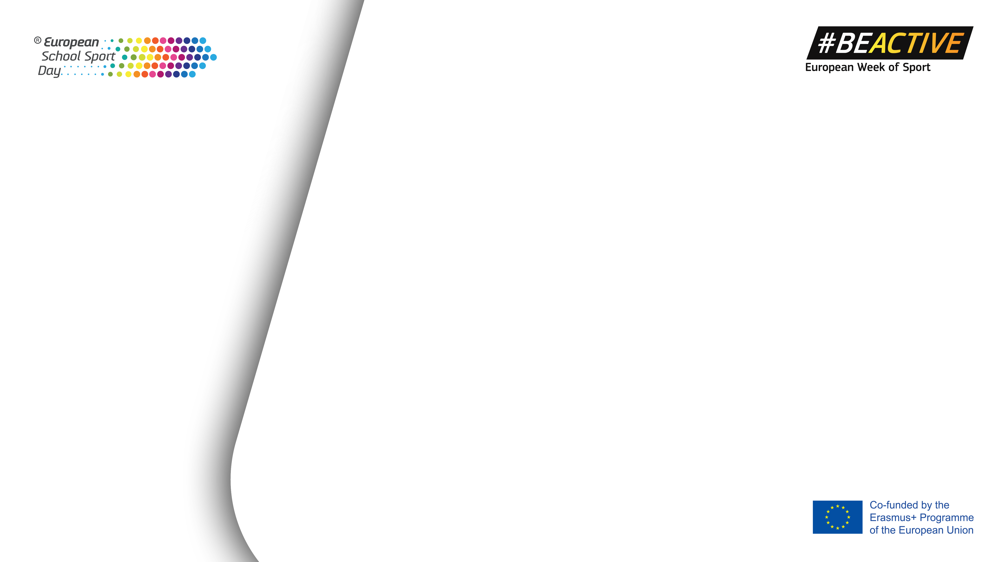 ® European
School Sport
Day
#BEACTIVE
European Week of Sport
Co-funded by the
Erasmus+ Programme
of the European Union